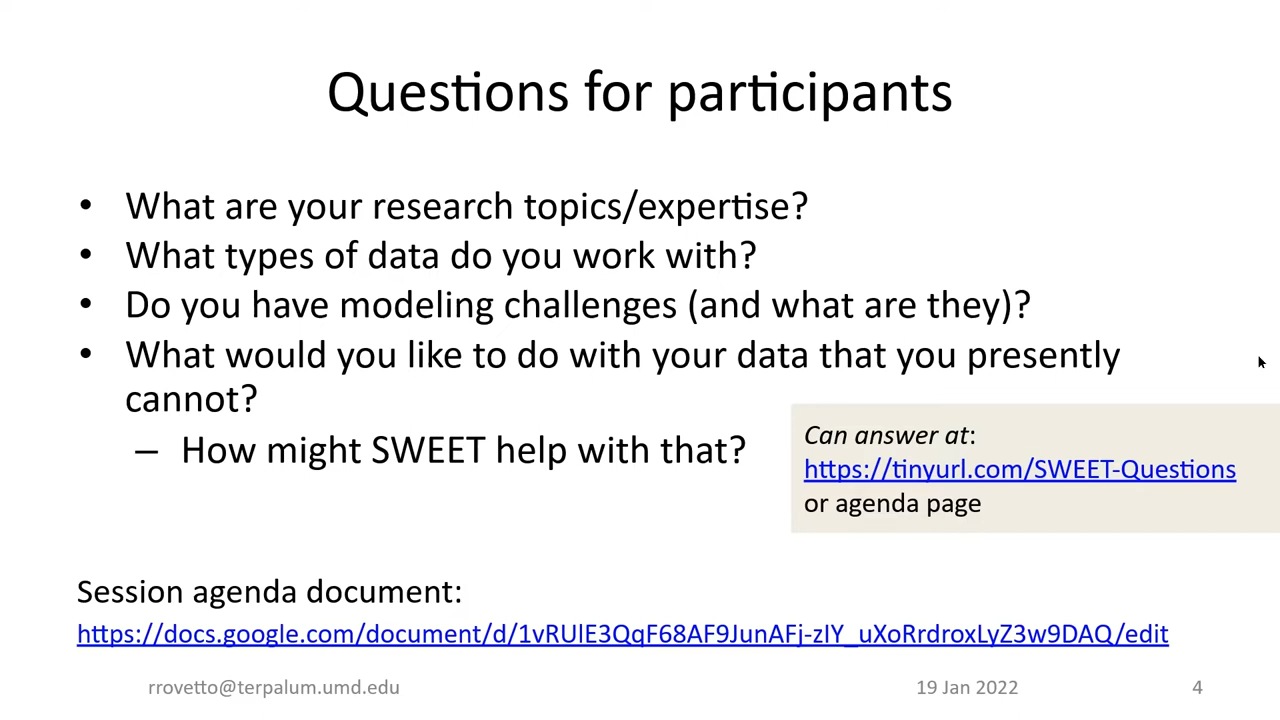 Questions for participants
• What are your research topics/expertise?
• What types of data do you work with?
• Do you have modeling challenges (and what are they)?
• What would you like to do with your data that you presently
cannot?
– How might SWEET help with that?
Can answer at:
https://tinyurl.com/SWEET-Questions
or agenda page
Session agenda document:
https://docs.google.com/document/d/1vRUlE3QqF68AF9JunAFj-zIY_uXoRrdroxLyZ3w9DAQ/edit
rrovetto@terpalum.umd.edu
19 Jan 2022
4